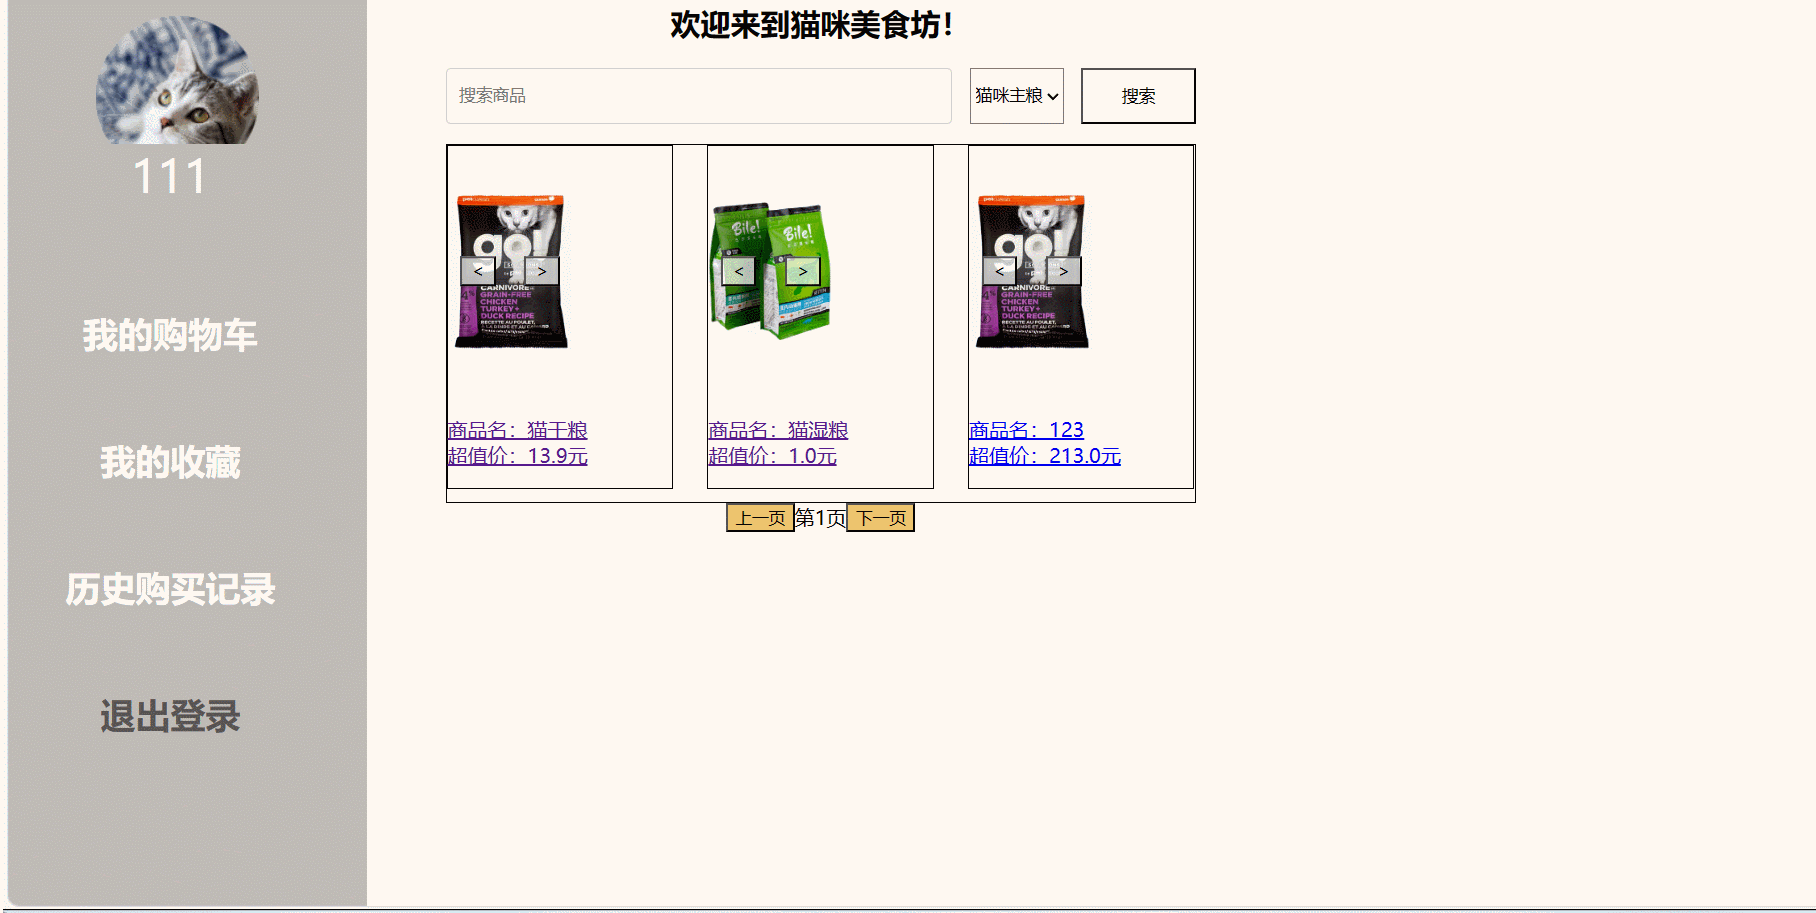 欢迎来到猫咪美食坊！
111
我的购物车
我的收藏
历史购买记录
退出登录
搜索商品
猫咪主粮
搜索
go!
< >
CARNIVORE
GRAIN-FREE
CHICKEN
TURKEY+
DUCK RECIPE
商品名：猫干粮
超值价：13.9元
Bile!
Bile!
< >
商品名：猫湿粮
超值价：1.0元
go!
< >
CARNIVORE
GRAIN-FREE
CHICKEN
TURKEY+
DUCK RECIPE
商品名：123
超值价：213.0元
上一页 第1页 下一页